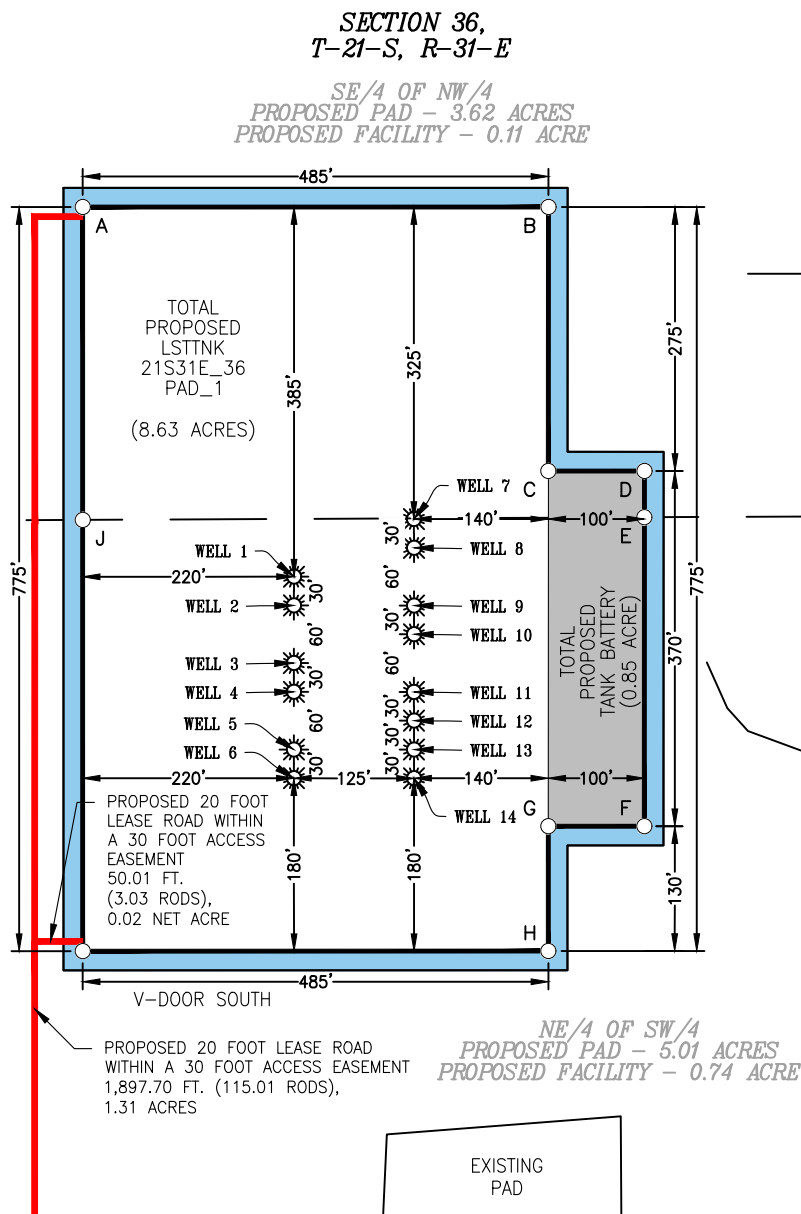 SECTION 36,
T-21-S, R-31-E
SE/4 OF NW/4
PROPOSED PAD - 3.62 ACRES
PROPOSED FACILITY - 0.11 ACRE
485'
A
B
TOTAL
PROPOSED
LSTTNK
21S31E_36
PAD_1
(8.63 ACRES)
385'
325'
275'
775'
775'
C
D
E
J
WELL 7
30'
140'
100'
WELL 8
WELL 1
220'
30'
60'
WELL 2
WELL 9
60'
30'
WELL 10
WELL 3
30'
60'
WELL 4
WELL 11
60'
30'
WELL 12
WELL 5
30'
WELL 13
WELL 6
30'
30'
220'
125'
140'
100'
WELL 14
TOTAL
PROPOSED
TANK BATTERY
(0.85 ACRE)
370'
G
F
PROPOSED 20 FOOT
LEASE ROAD WITHIN
A 30 FOOT ACCESS
EASEMENT
50.01 FT.
(3.03 RODS),
0.02 NET ACRE
180'
180'
130'
H
485'
V-DOOR SOUTH
PROPOSED 20 FOOT LEASE ROAD
WITHIN A 30 FOOT ACCESS EASEMENT
1,897.70 FT. (115.01 RODS),
1.31 ACRES
NE/4 OF SW/4
PROPOSED PAD - 5.01 ACRES
PROPOSED FACILITY - 0.74 ACRE
EXISTING
PAD